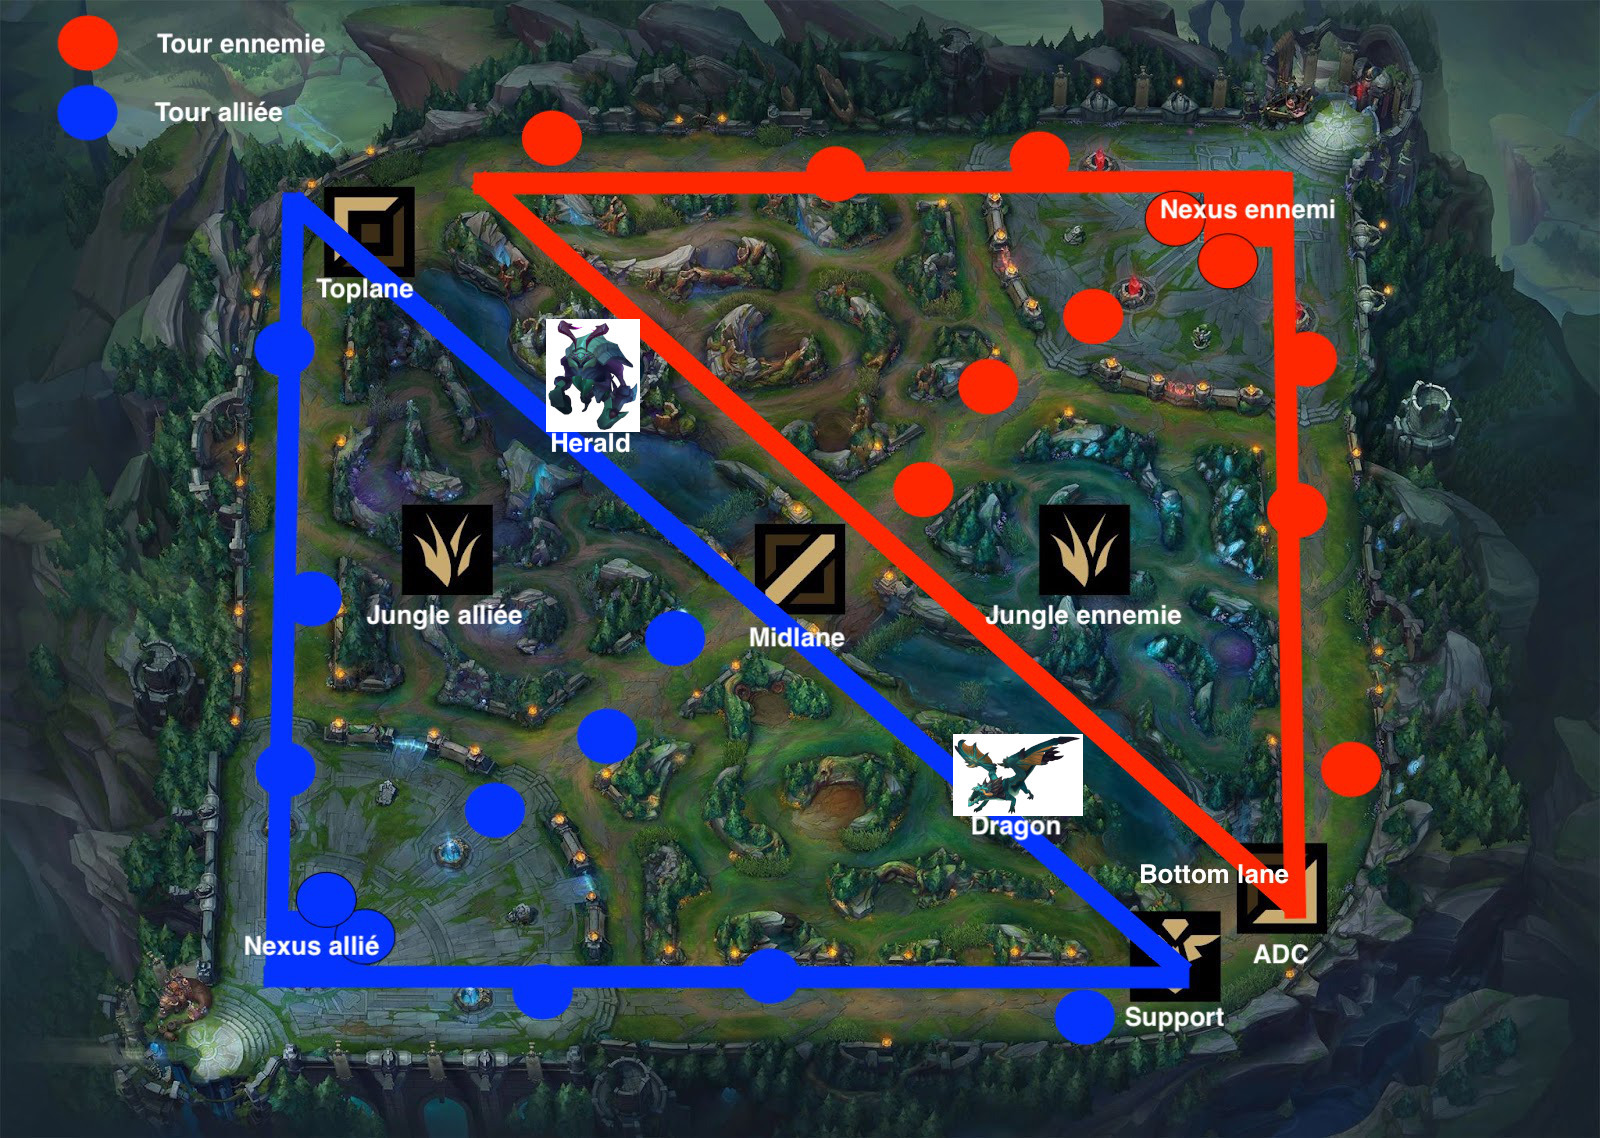 Tour ennemie
Tour alliée
Nexus ennemi
Toplane
Herald
Jungle alliée
Midlane
Jungle ennemie
Dragon
Bottom lane
Nexus allié
ADC
Support